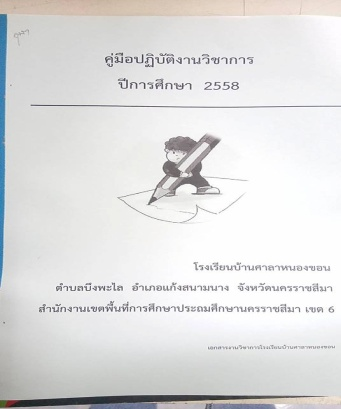 คู่มือปฏิบัติงานวิชาการ
ปีการศึกษา 2558
โรงเรียนบ้านศาลาหนองขอน
ตำบลบึงพะไล อำเภอแก้งสนามนาง จังหวัดนครราชสีมา
สำนักงานเขตพื้นที่การศึกษาประถมศึกษานครราชสีมา เขต 6
เอกสารงานวิชาการโรงเรียนบ้านศาลาหนองขอน